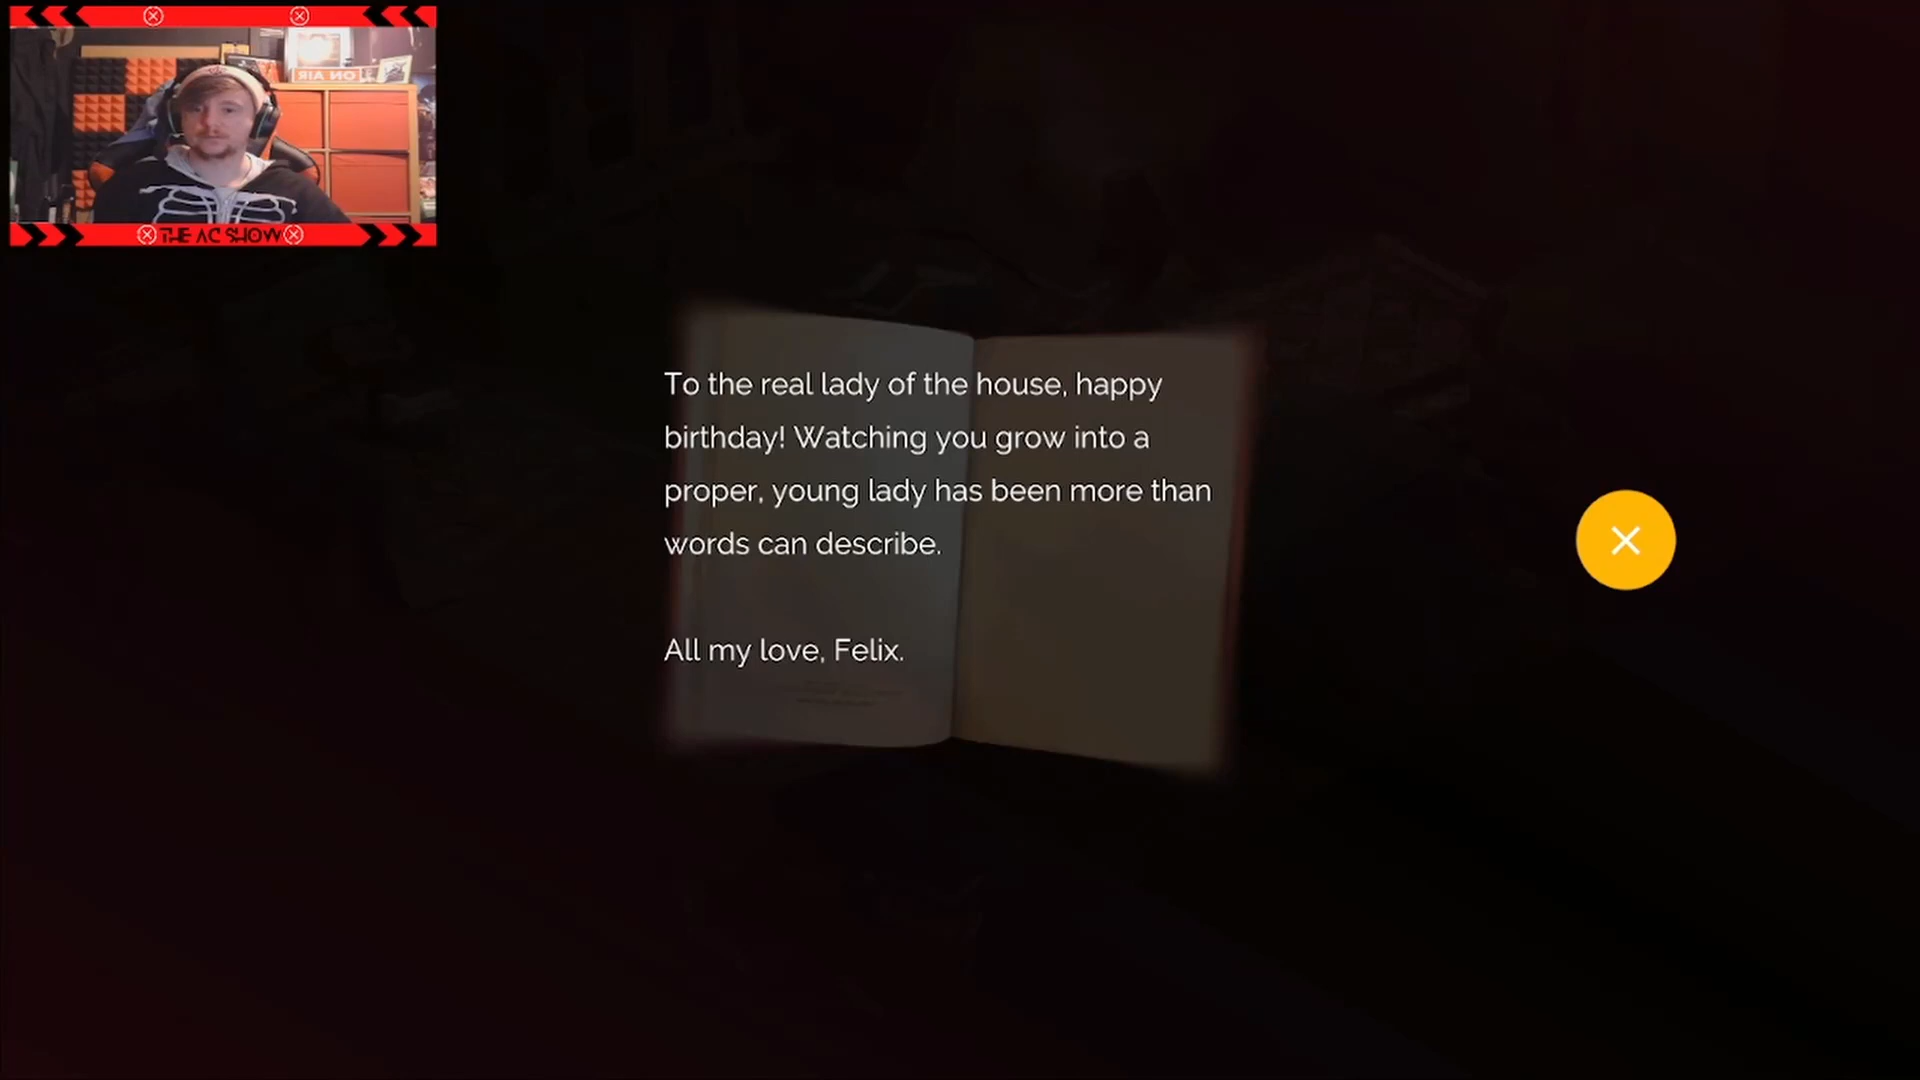 ON AIR
THE AC SHOW
To the real lady of the house, happy
birthday! Watching you grow into a
proper, young lady has been more than
words can describe.
All my love, Felix.